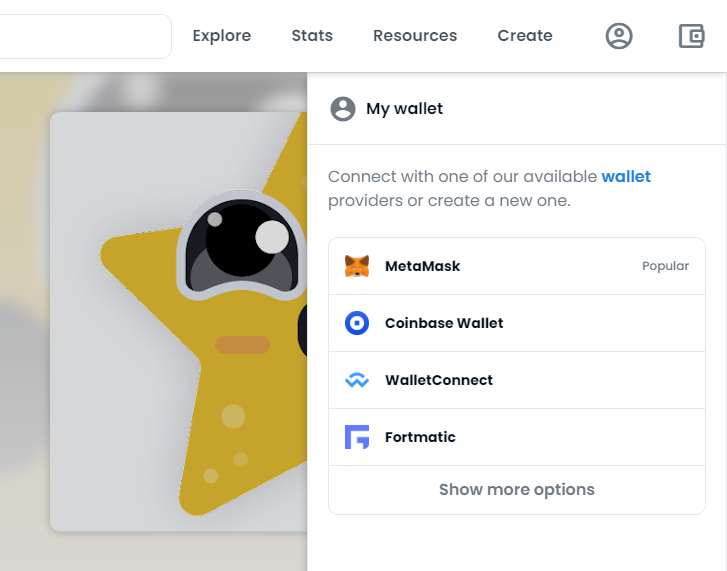 Explore Stats Resources Create
My wallet
Connect with one of our available wallet
providers or create a new one.
MetaMask Popular
Coinbase Wallet
WalletConnect
Fortmatic
Show more options